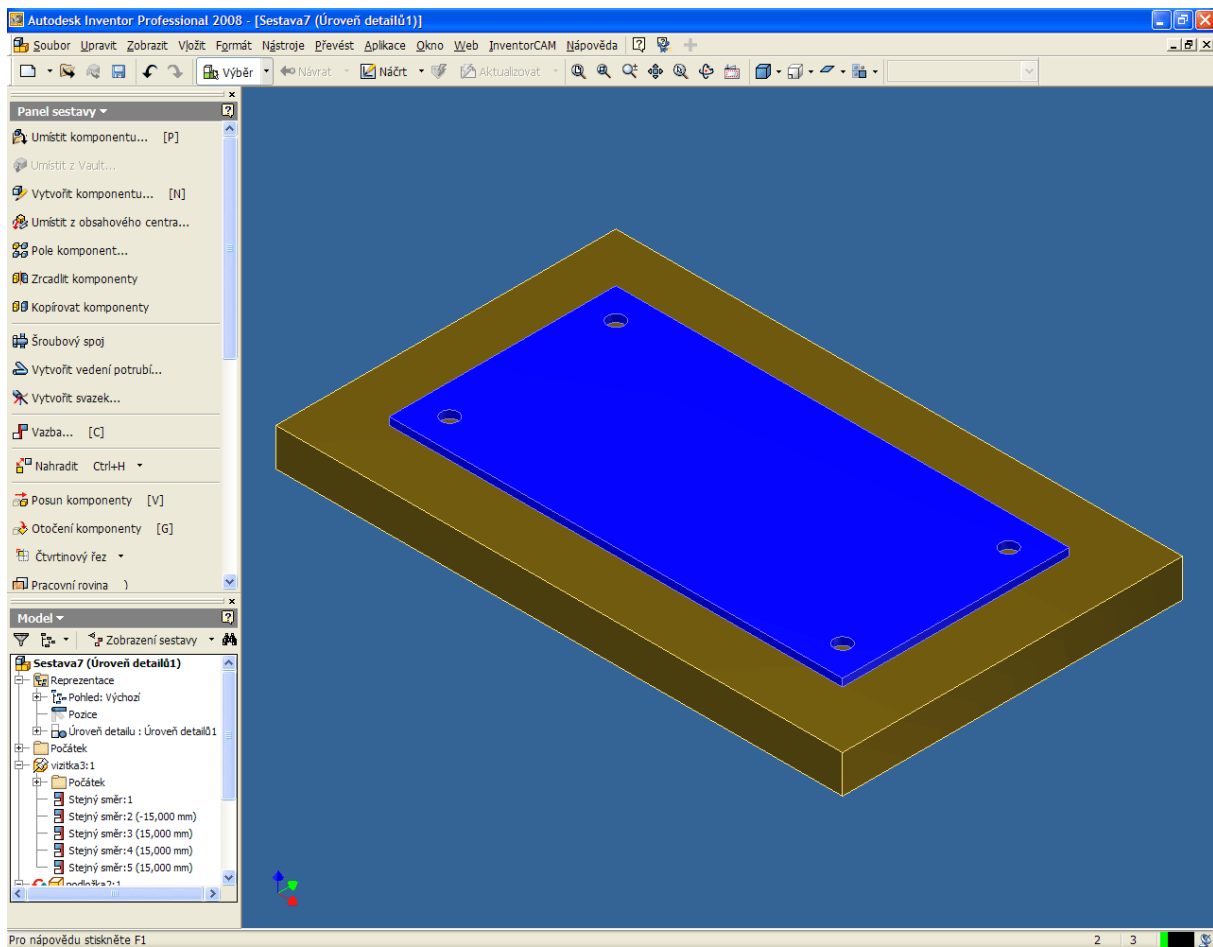 Autodesk Inventor Professional 2008 - [Sestava7 (Úroveň detailů1)]
Soubor Upravit Zobrazit Vložit Formát Nástroje Převést Aplikace Okno Web InventorCAM Nápověda
Výběr Návrat Náčrt Aktualizovat
Panel sestavy
Umístit komponentu... [P]
Umístit z Vault...
Vytvořit komponentu... [N]
Umístit z obsahového centra...
Pole komponent...
Zrcadlit komponenty
Kopírovat komponenty
Šroubový spoj
Vytvořit vedení potrubí...
Vytvořit svazek...
Vazba... [C]
Nahradit Ctrl+H
Posun komponenty [V]
Otočení komponenty [G]
Čtvrtinový řez
Pracovní rovina )
Model
Zobrazení sestavy
Sestava7 (Úroveň detailů1)
Reprezentace
Pohled: Výchozí
Pozice
Úroveň detailu : Úroveň detailů1
Počátek
vizitka3:1
Počátek
Stejný směr:1
Stejný směr:2 (-15,000 mm)
Stejný směr:3 (15,000 mm)
Stejný směr:4 (15,000 mm)
Stejný směr:5 (15,000 mm)
podložka2:1
Pro nápovědu stiskněte F1
2 3